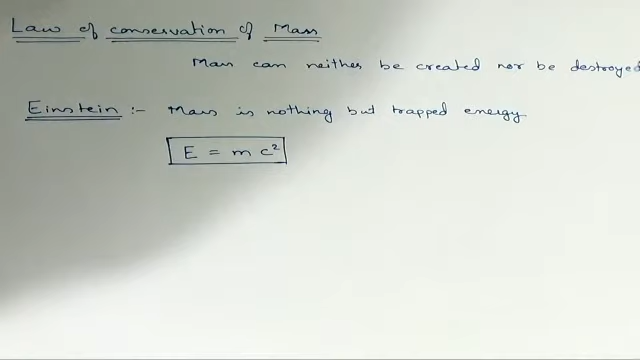 Law of conservation of Mass
Mass can neither be created nor be destroyed
Einstein :- Mass is nothing but trapped energy
E = m c²